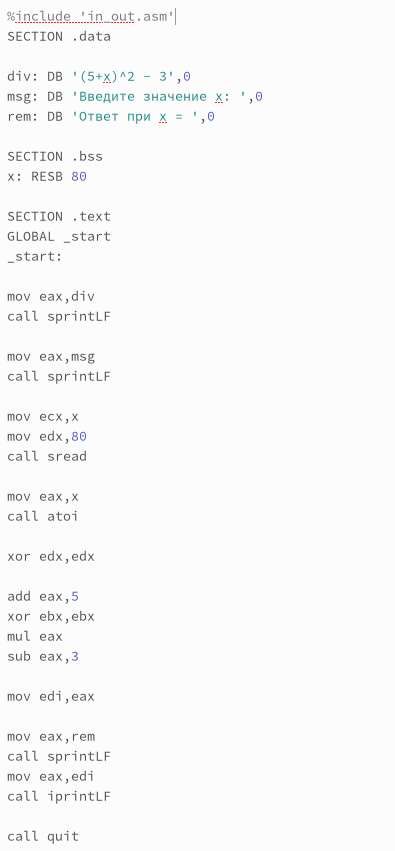 %include 'in_out.asm'
SECTION .data
div: DB '(5+x)^2 - 3',0
msg: DB 'Введите значение x: ',0
rem: DB 'Ответ при x = ',0
SECTION .bss
x: RESB 80
SECTION .text
GLOBAL _start
_start:
mov eax,div
call sprintLF
mov eax,msg
call sprintLF
mov ecx,x
mov edx,80
call sread
mov eax,x
call atoi
xor edx,edx
add eax,5
xor ebx,ebx
mul eax
sub eax,3
mov edi,eax
mov eax,rem
call sprintLF
mov eax,edi
call iprintLF
call quit